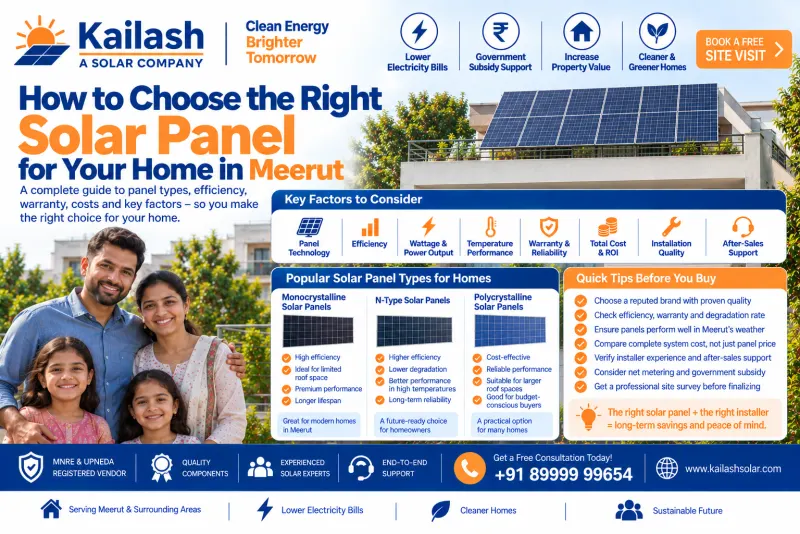 Kailash
A SOLAR COMPANY
Clean Energy
Brighter
Tomorrow
Lower
Electricity Bills
Government
Subsidy Support
Increase
Property Value
Cleaner &
Greener Homes
BOOK A FREE
SITE VISIT
How to Choose the Right
Solar Panel
for Your Home in Meerut
A complete guide to panel types, efficiency,
warranty, costs and key factors – so you make
the right choice for your home.
Key Factors to Consider
Panel
Technology
Efficiency
Wattage &
Power Output
Temperature
Performance
Warranty &
Reliability
Total Cost
& ROI
Installation
Quality
After-Sales
Support
Popular Solar Panel Types for Homes
Monocrystalline
Solar Panels
High efficiency
Ideal for limited
roof space
Premium performance
Longer lifespan
Great for modern homes
in Meerut
N-Type Solar Panels
Higher efficiency
Lower degradation
Better performance
in high temperatures
Long-term reliability
A future-ready choice
for homeowners
Polycrystalline
Solar Panels
Cost-effective
Reliable performance
Suitable for larger
roof spaces
Good for budget-
conscious buyers
A practical option
for many homes
Quick Tips Before You Buy
Choose a reputed brand with proven quality
Check efficiency, warranty and degradation rate
Ensure panels perform well in Meerut's weather
Compare complete system cost, not just panel price
Verify installer experience and after-sales support
Consider net metering and government subsidy
Get a professional site survey before finalizing
The right solar panel + the right installer
= long-term savings and peace of mind.
MNRE & UPNEDA
REGISTERED VENDOR
QUALITY
COMPONENTS
EXPERIENCED
SOLAR EXPERTS
END-TO-END
SUPPORT
Get a Free Consultation Today!
+91 89999 99654
www.kailashsolar.com
Serving Meerut & Surrounding Areas
Lower Electricity Bills
Cleaner Homes
Sustainable Future